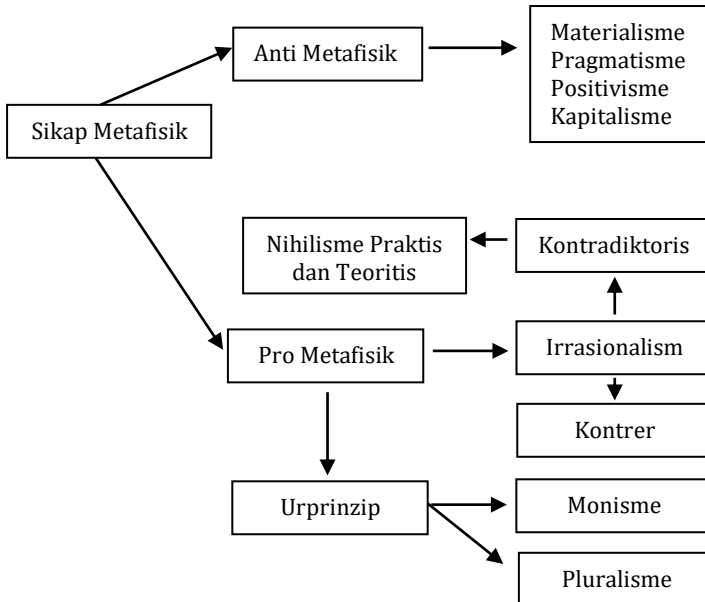 Anti Metafisik
Materialisme
Pragmatisme
Positivisme
Kapitalisme
Sikap Metafisik
Nihilisme Praktis
dan Teoritis
Kontradiktoris
Pro Metafisik
Irrasionalism
Kontrer
Urprinzip
Monisme
Pluralisme